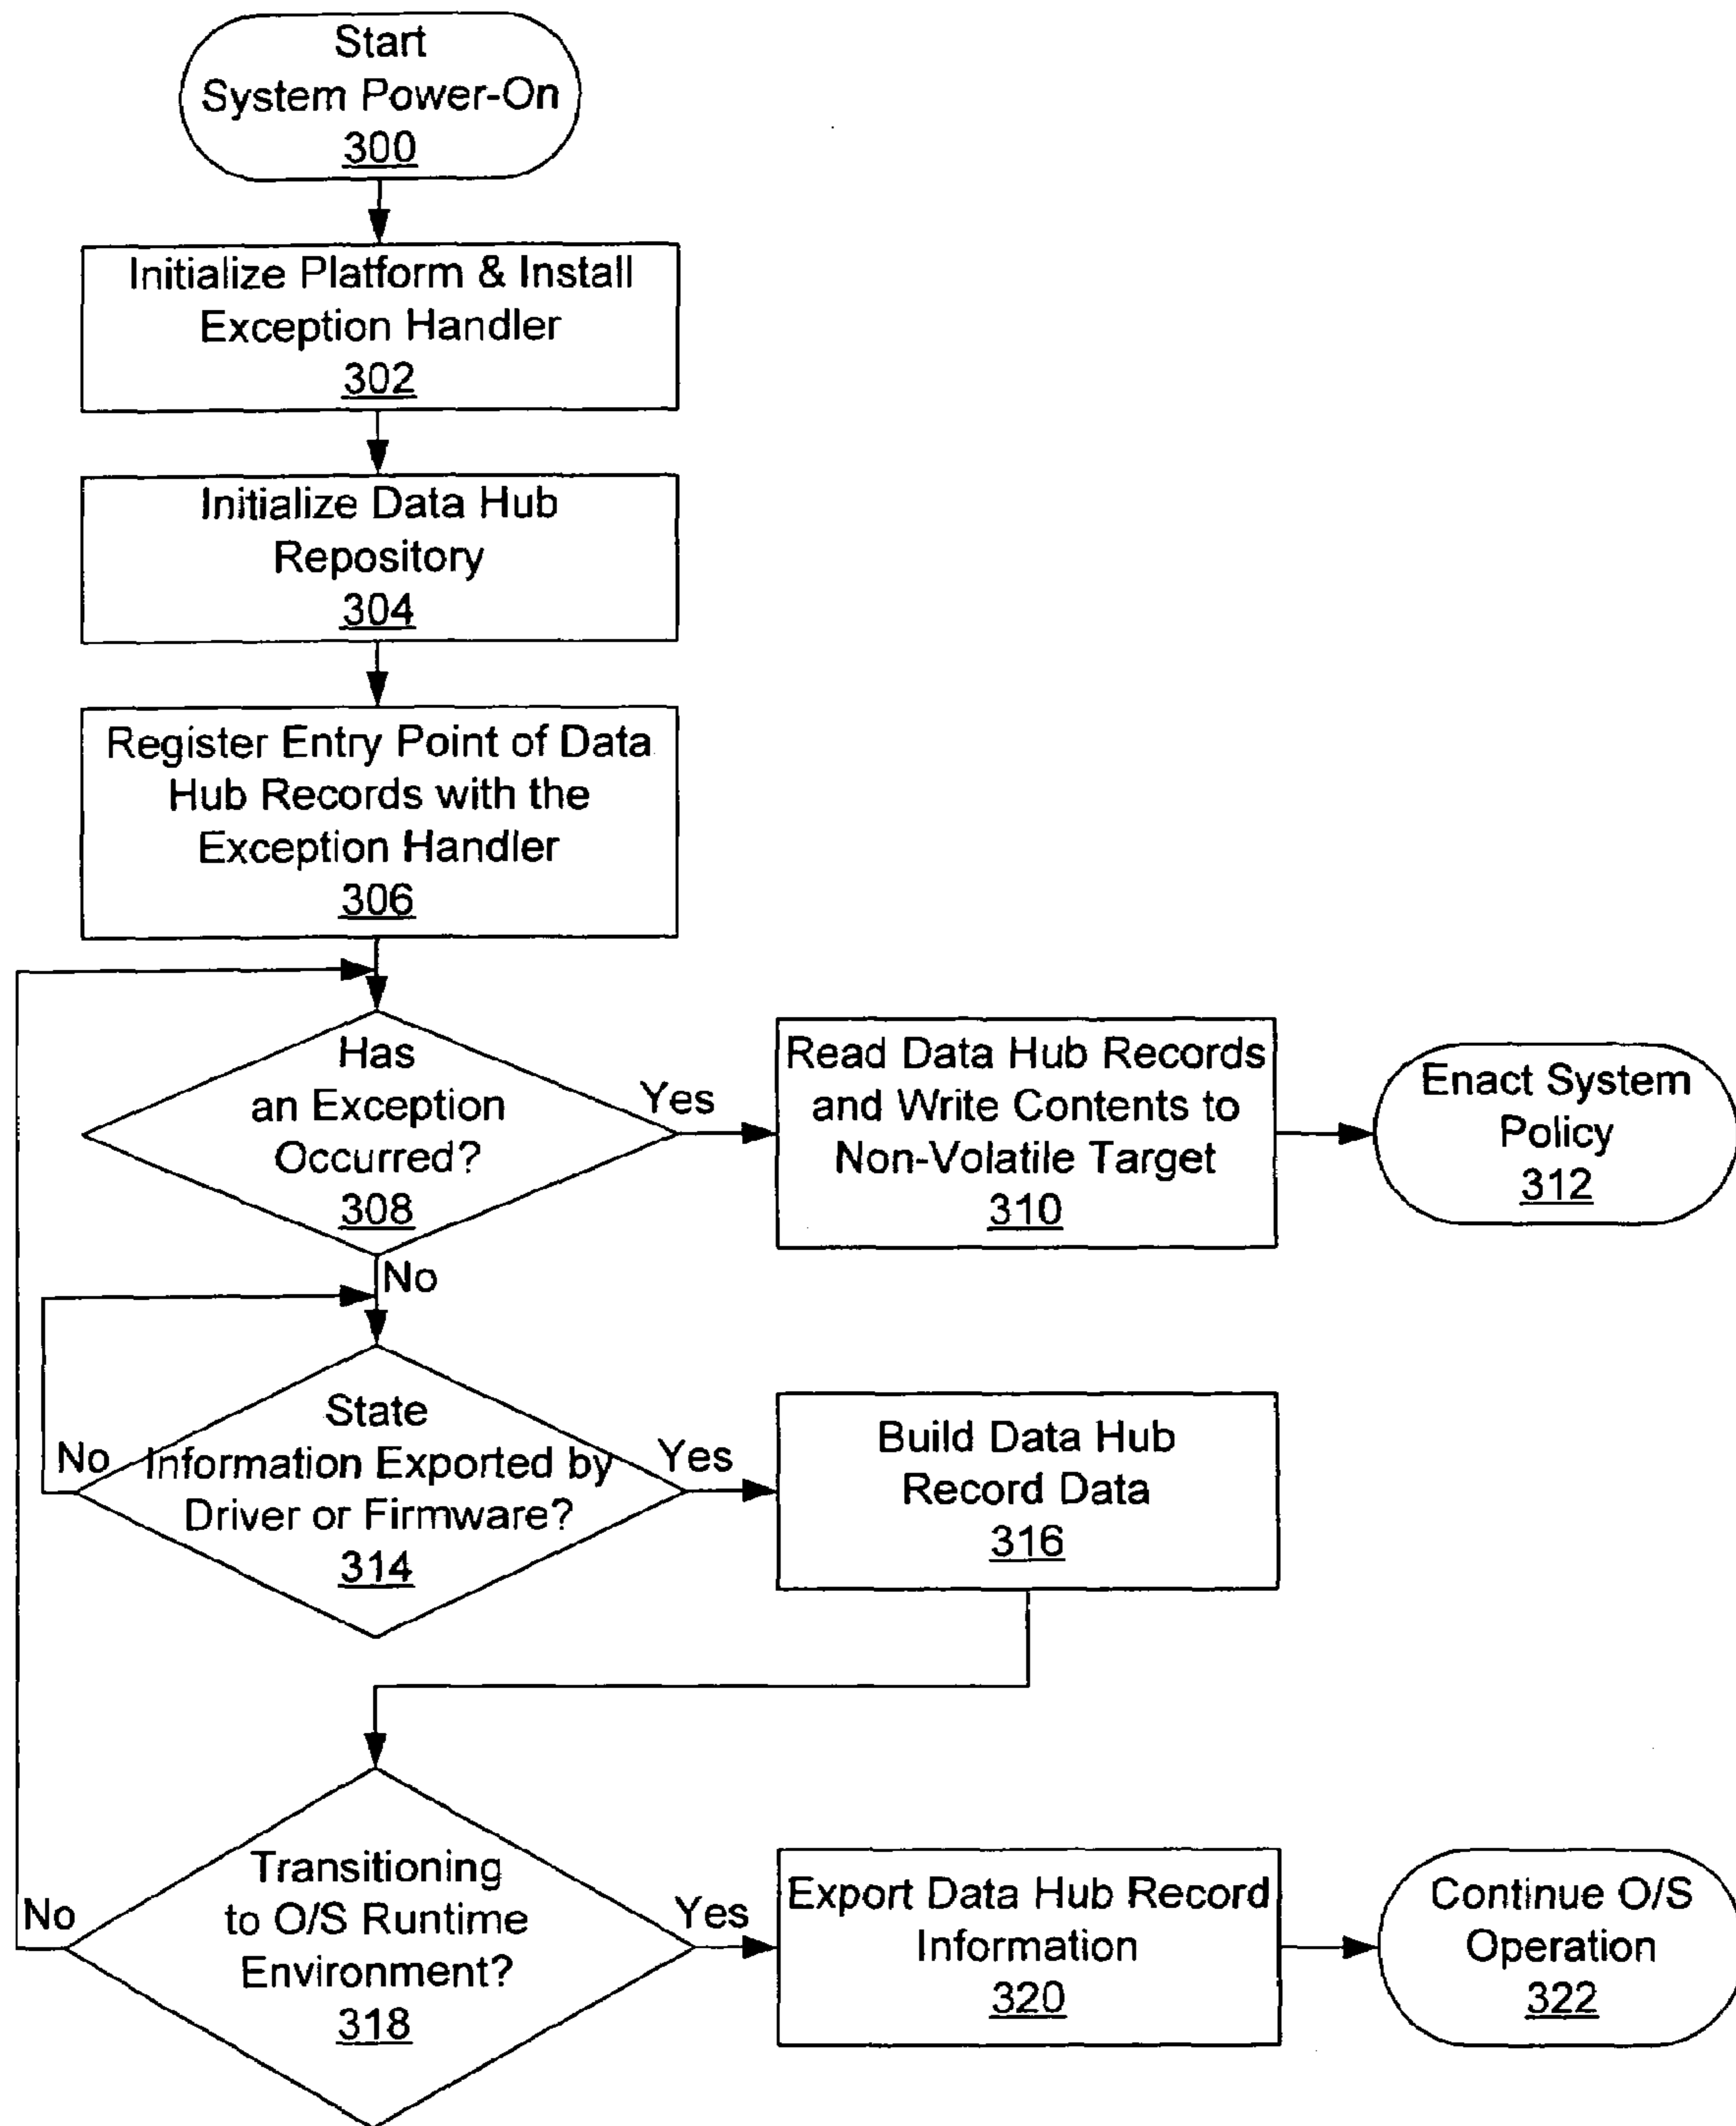 Start
System Power-On
300
Initialize Platform & Install
Exception Handler
302
Initialize Data Hub
Repository
304
Register Entry Point of Data
Hub Records with the
Exception Handler
306
Has
an Exception
Occurred?
308
Yes
Read Data Hub Records
and Write Contents to
Non-Volatile Target
310
Enact System
Policy
312
No
State
Information Exported by
Driver or Firmware?
314
No
Yes
Build Data Hub
Record Data
316
Transitioning
to O/S Runtime
Environment?
318
No
Yes
Export Data Hub Record
Information
320
Continue O/S
Operation
322